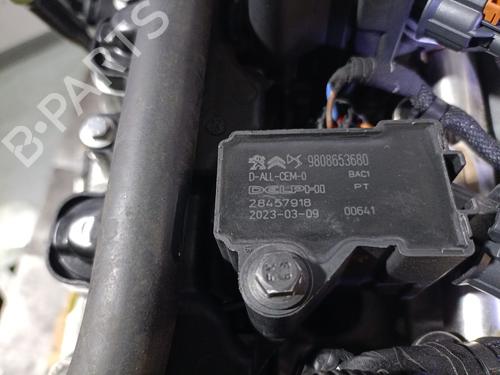 B-PARTS
9808653680
D-ALL-CEM-0 BAC1
DELPHI PT
28457918
2023-03-09 00641